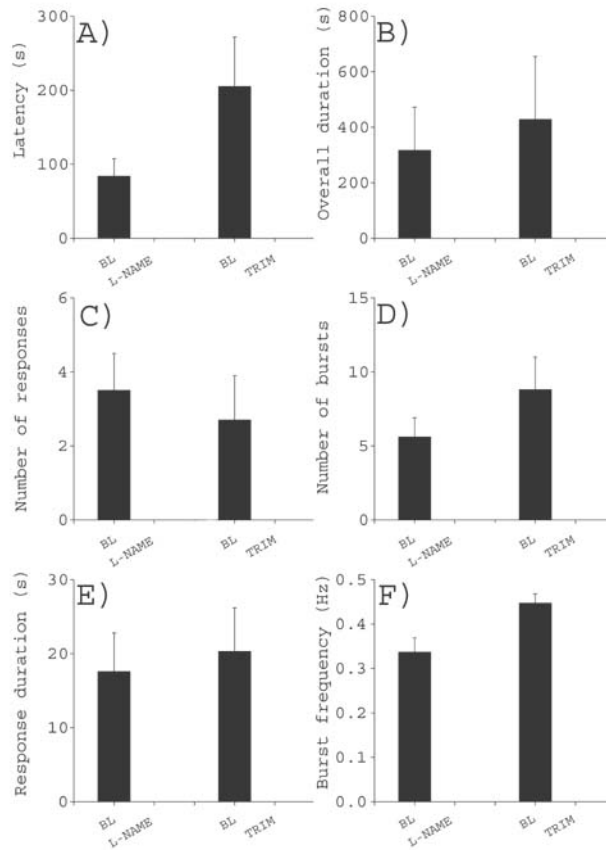 A)
Latency (s)
300
200
100
0
BL
L-NAME
BL
TRIM
B)
Overall duration (s)
800
600
400
200
0
BL
L-NAME
BL
TRIM
C)
Number of responses
6
4
2
0
BL
L-NAME
BL
TRIM
D)
Number of bursts
15
10
5
0
BL
L-NAME
BL
TRIM
E)
Response duration (s)
30
20
10
0
BL
L-NAME
BL
TRIM
F)
Burst frequency (Hz)
0.5
0.4
0.3
0.2
0.1
0.0
BL
L-NAME
BL
TRIM